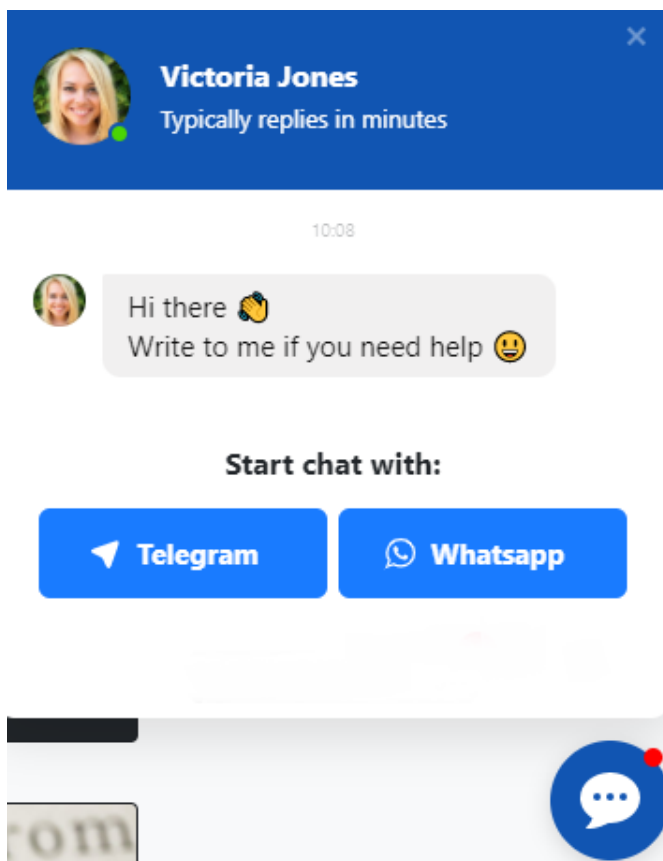 Victoria Jones
Typically replies in minutes
10:08
Hi there 👋
Write to me if you need help 😃
Start chat with:
Telegram
Whatsapp
rom